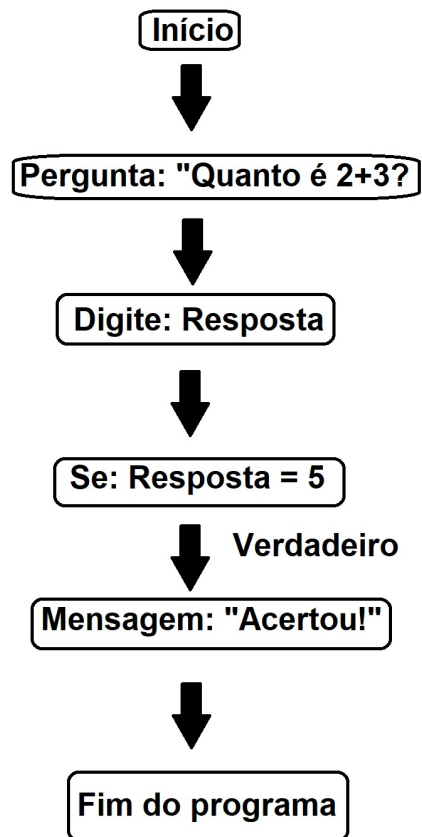 Início
Pergunta: "Quanto é 2+3?
Digite: Resposta
Se: Resposta = 5
Verdadeiro
Mensagem: "Acertou!"
Fim do programa